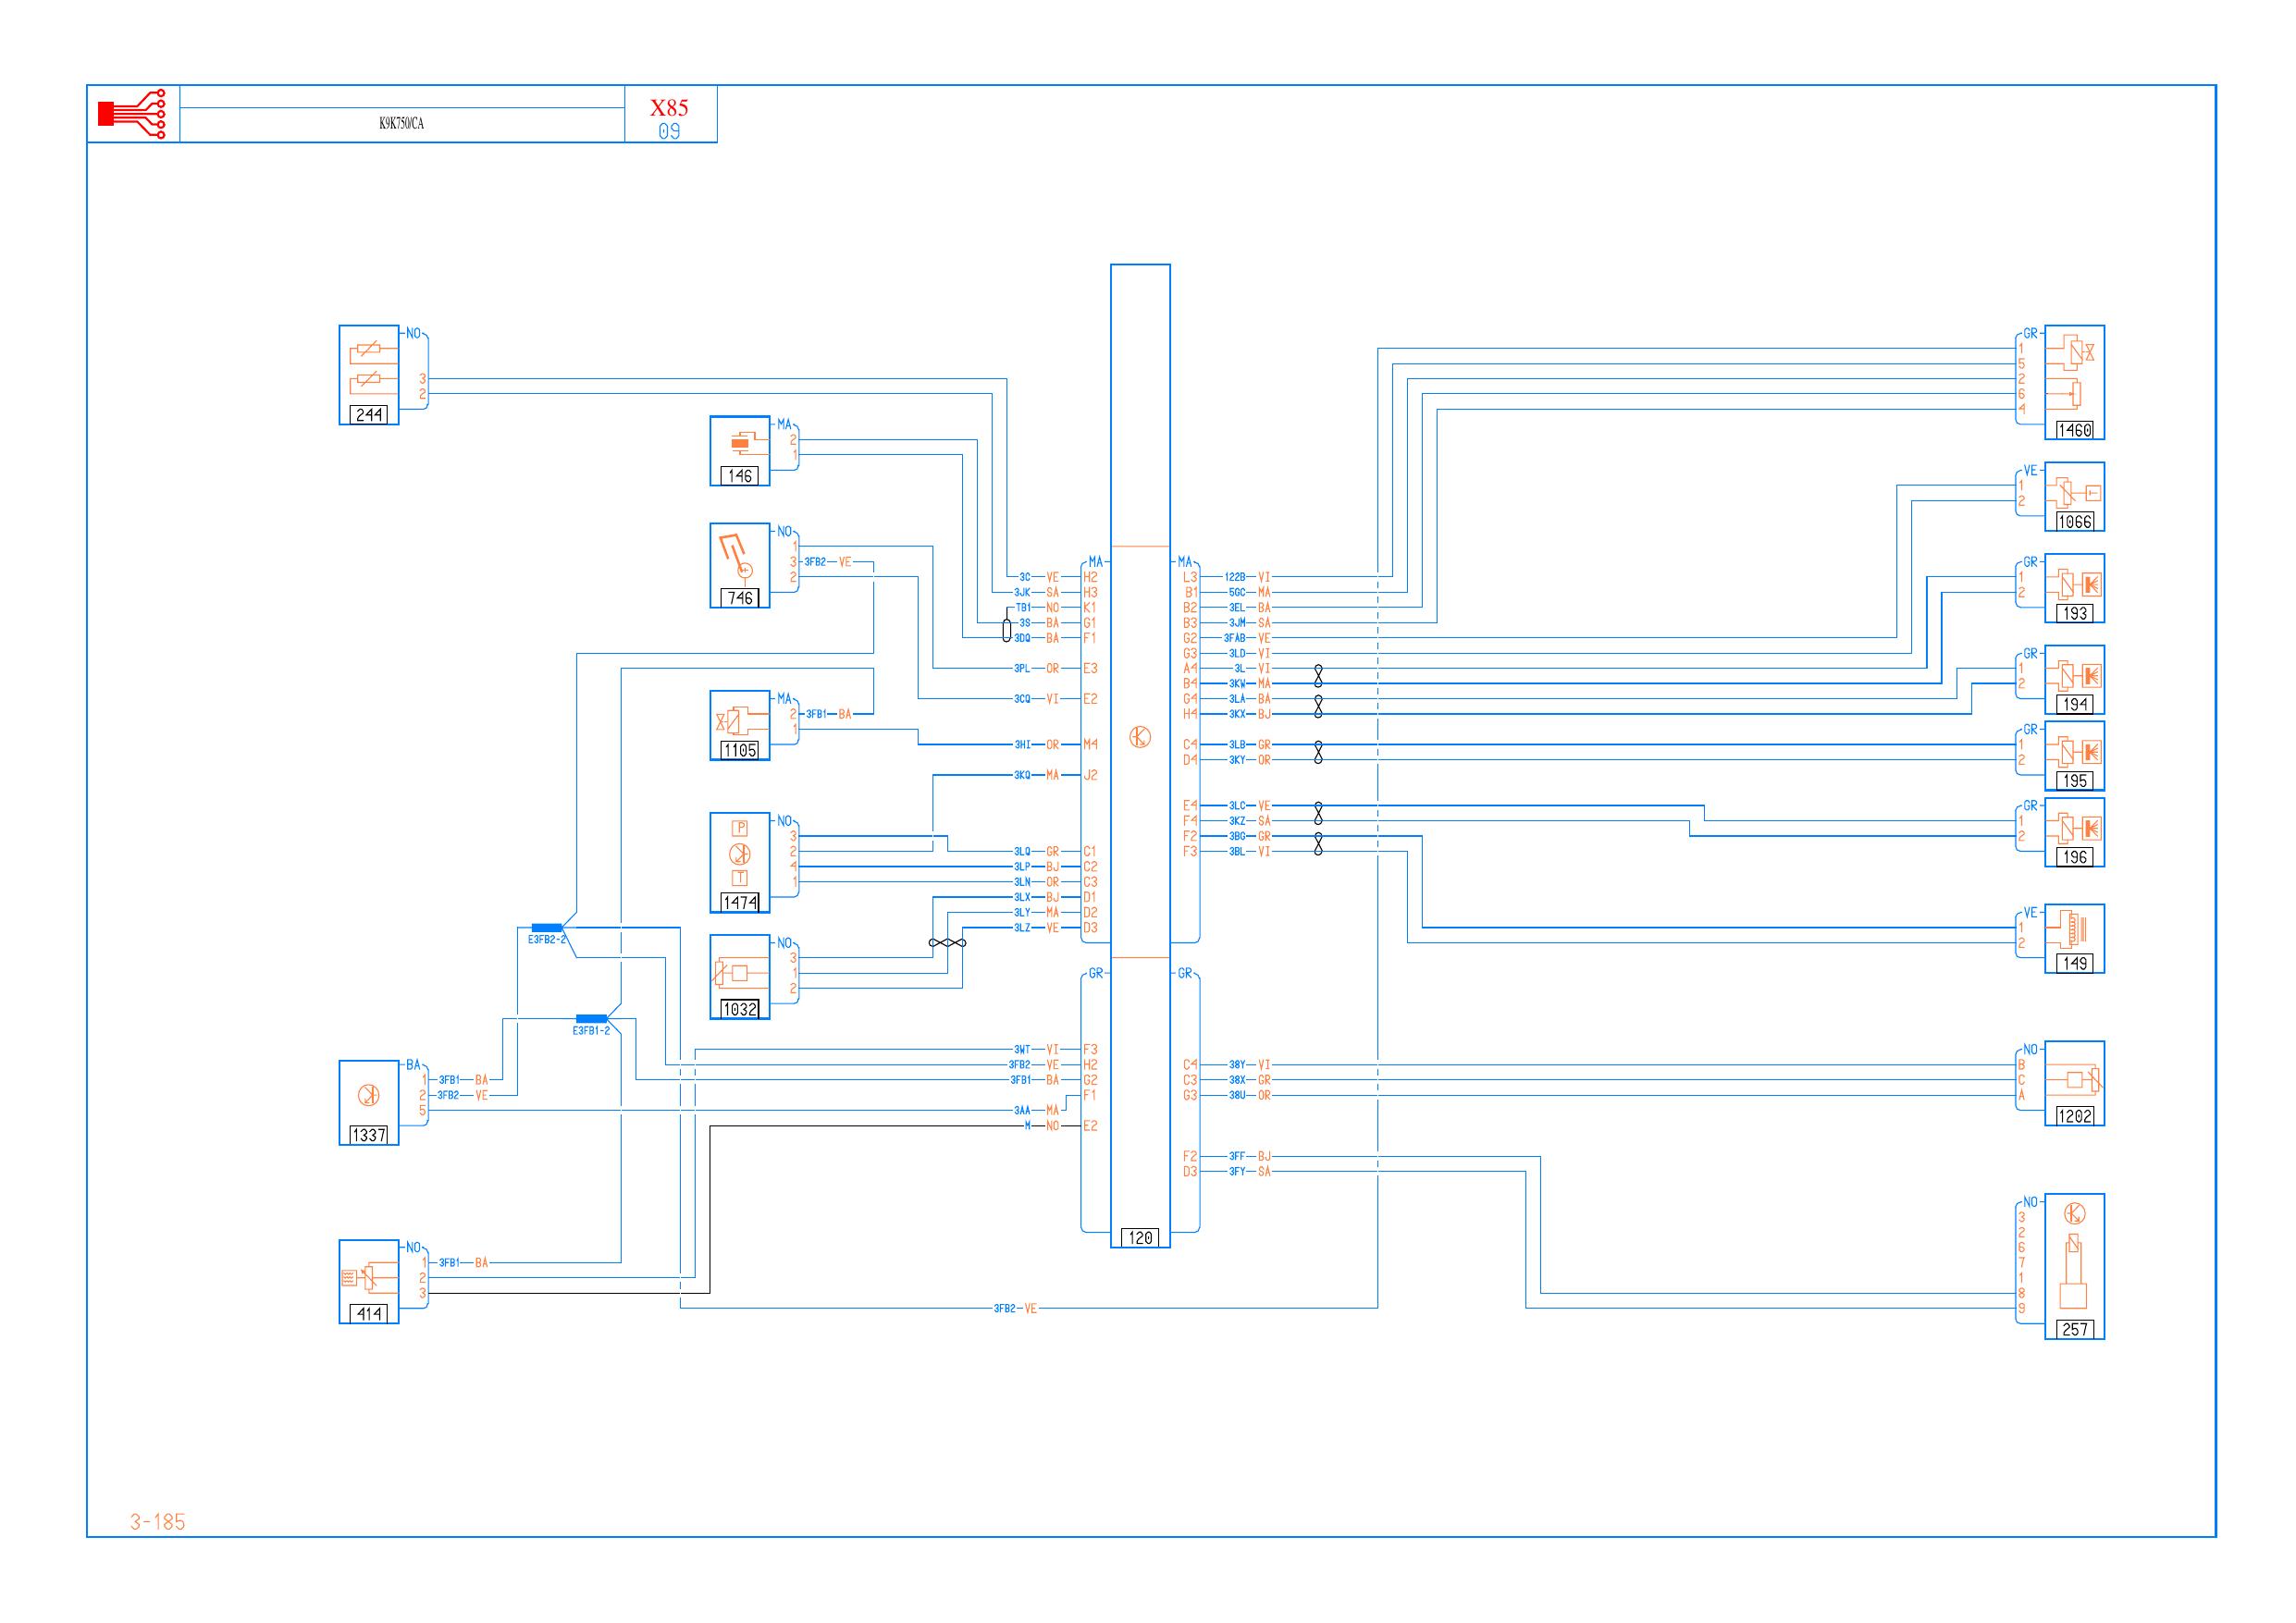 K9K750/CA
X85
09
NO
3
2
244
MA
2
1
146
NO
1
3 3FB2 VE
2
746
MA
2 3FB1 BA
1
1105
NO
3
2
4
1
P
T
1474
NO
3
1
2
1032
E3FB2-2
E3FB1-2
BA
1 3FB1 BA
2 3FB2 VE
5
1337
NO
1 3FB1 BA
2
3
414
3FB2 VE
MA
3C VE H2
3JK SA H3
TB1 NO K1
3S BA G1
3DQ BA F1
3PL OR E3
3CQ VI E2
3HI OR M4
3KQ MA J2
3LQ GR C1
3LP BJ C2
3LN OR C3
3LX BJ D1
3LY MA D2
3LZ VE D3
GR
3WT VI F3
3FB2 VE H2
3FB1 BA G2
F1
3AA MA
M NO E2
120
MA
L3 122B VI
B1 5GC MA
B2 3EL BA
B3 3JM SA
G2 3FAB VE
G3 3LD VI
A4 3L VI
B4 3KW MA
G4 3LA BA
H4 3KX BJ
C4 3LB GR
D4 3KY OR
E4 3LC VE
F4 3KZ SA
F2 3BG GR
F3 3BL VI
GR
C4 38Y VI
C3 38X GR
G3 38U OR
F2 3FF BJ
D3 3FY SA
GR
1
5
2
6
4
1460
VE
1
2
T
1066
GR
1
2
193
GR
1
2
194
GR
1
2
195
GR
1
2
196
VE
1
2
149
NO
B
C
A
1202
NO
3
2
6
7
1
8
9
257
3-185